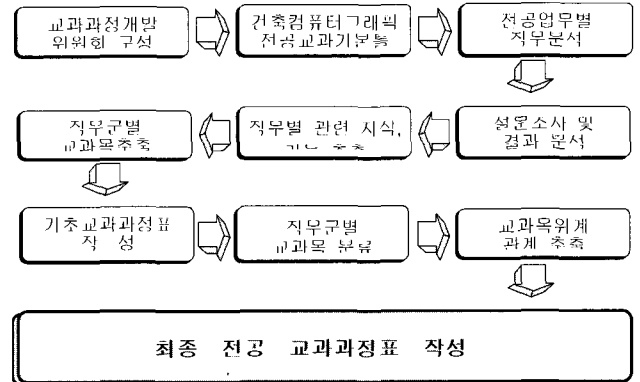 교과과정개발
위원회 구성
건축컴퓨터그래픽
전공교과기본틀
전공업무별
직무분석
설문조사 및
결과 분석
직무별 관련 지식,
직무군별
교과목추축
기초교과과정표
작 성
직무군별
교과목 분류
교과목위계
관계 추축
최종 전공 교과과정표 작성